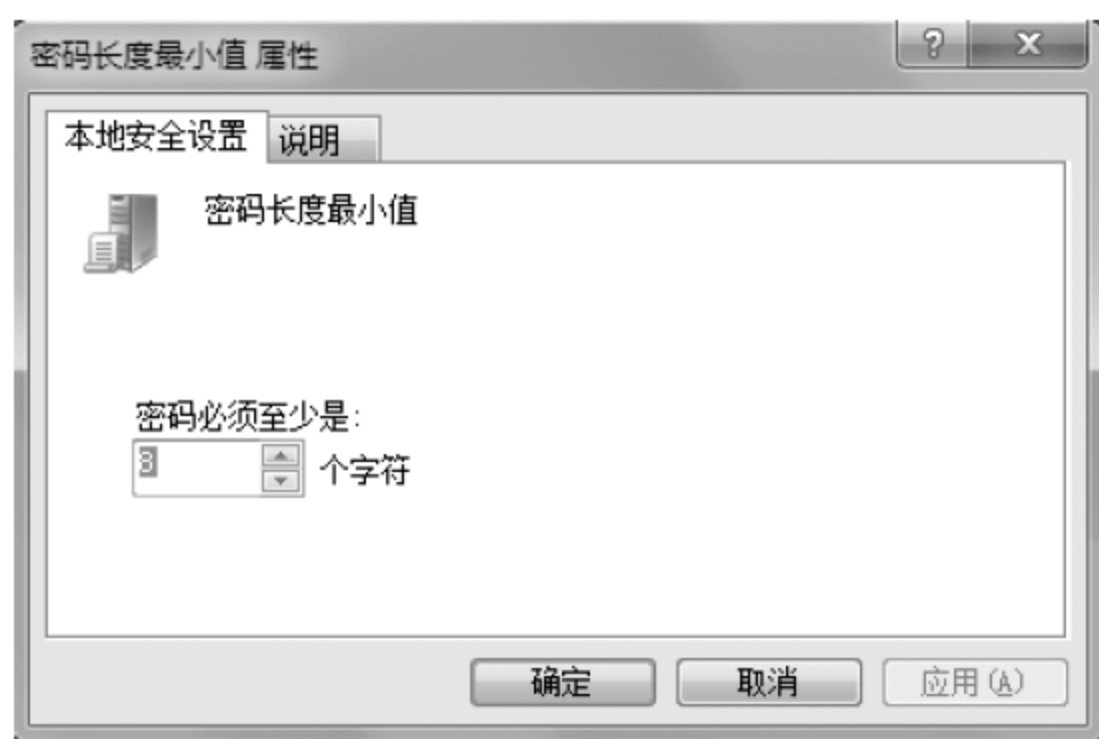 密码长度最小值 属性
? x
本地安全设置 说明
密码长度最小值
密码必须至少是:
8 个字符
确定 取消 应用(A)